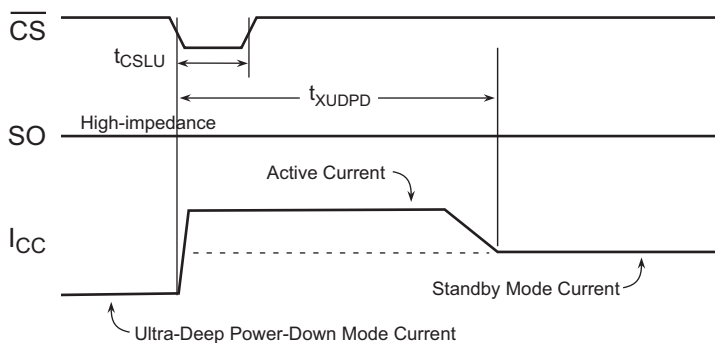 CS
tCSLU
tXUDPD
High-impedance
SO
Active Current
ICC
Standby Mode Current
Ultra-Deep Power-Down Mode Current